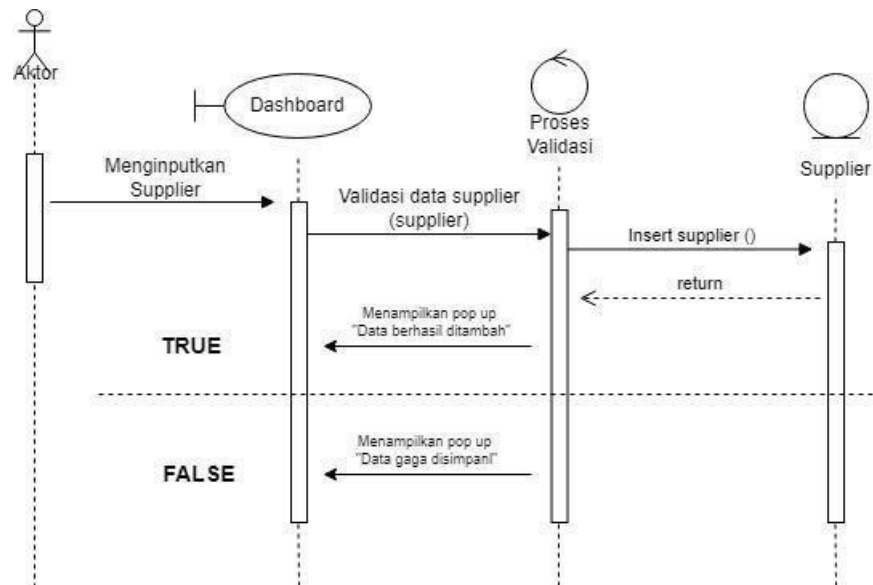 Aktor
Dashboard
Proses
Validasi
Supplier
Menginputkan
Supplier
Validasi data supplier
(supplier)
Insert supplier ()
return
Menampilkan pop up
"Data berhasil ditambah"
TRUE
Menampilkan pop up
"Data gaga disimpanl"
FALSE